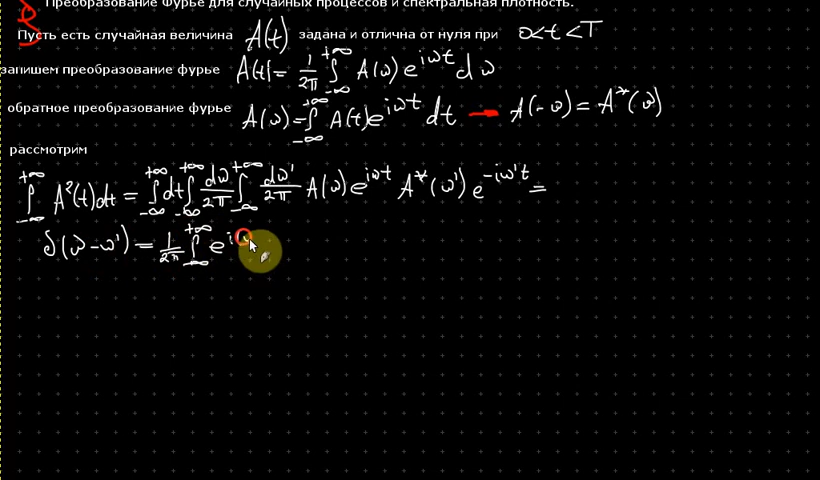 Преобразование Фурье для случайных процессов и спектральная плотность.
Пусть есть случайная величина A(t) задана и отлична от нуля при 0<t<T
запишем преобразование фурье A(t)= 1/2π ∫_{-∞}^{+∞} A(ω) e^{iωt} dω
обратное преобразование фурье A(ω)=∫_{-∞}^{+∞} A(t) e^{iωt} dt → A(-ω) = A*(ω)
рассмотрим
∫_{-∞}^{+∞} A²(t)dt = ∫_{-∞}^{+∞} dt ∫_{-∞}^{+∞} dω/2π ∫_{-∞}^{+∞} dω'/2π A(ω) e^{iωt} A*(ω') e^{-iω't} =
δ(ω-ω') = 1/2π ∫_{-∞}^{+∞} e^{i